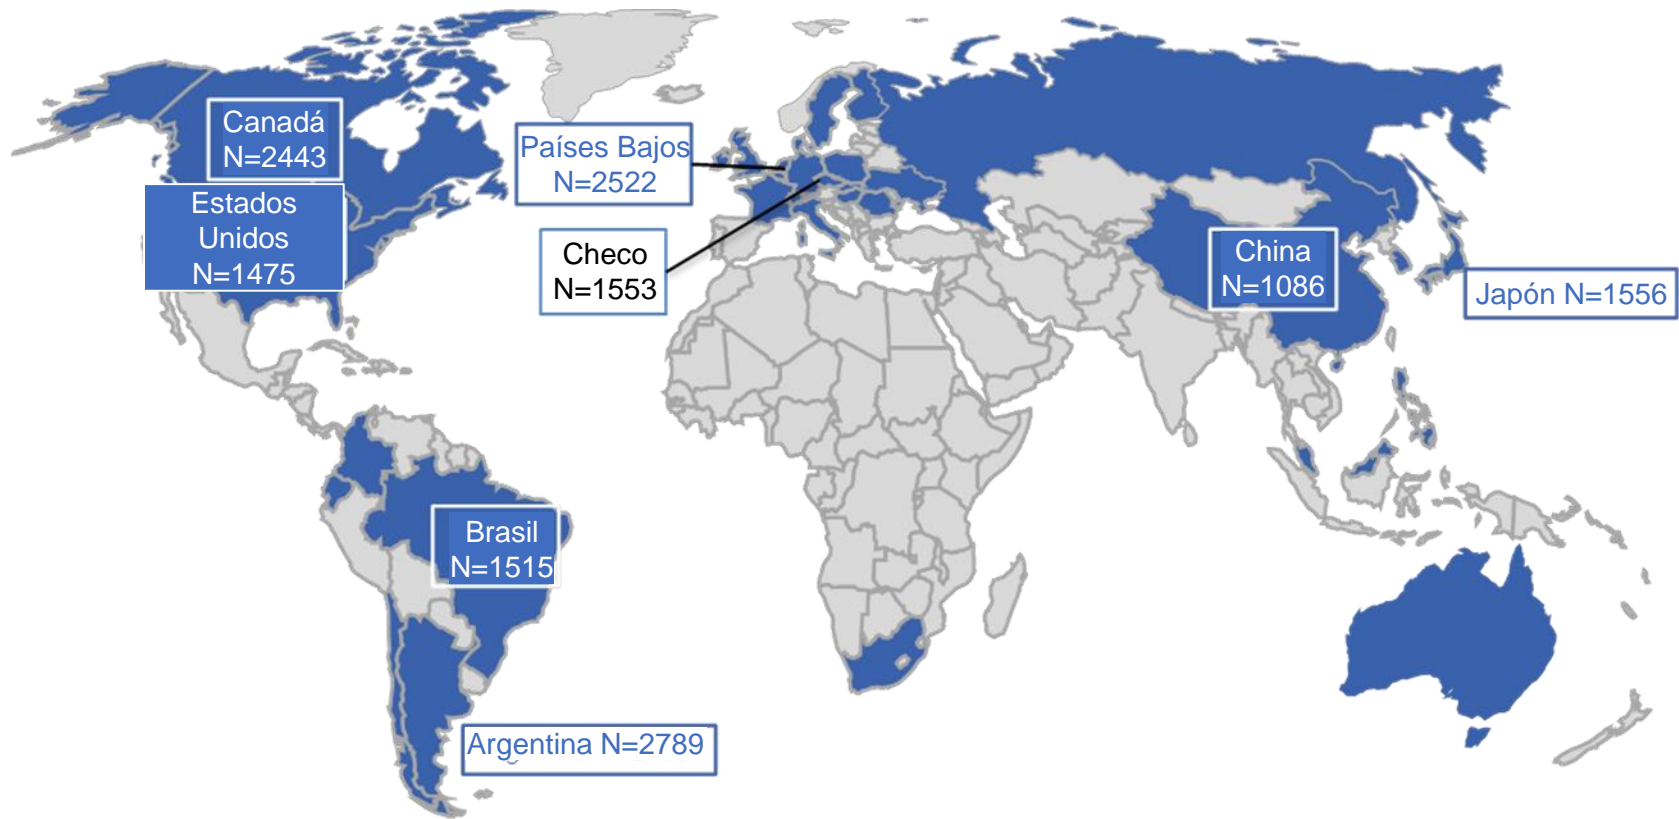 Canadá
N=2443
Estados
Unidos
N=1475
Países Bajos
N=2522
Checo
N=1553
China
N=1086
Japón N=1556
Brasil
N=1515
Argentina N=2789